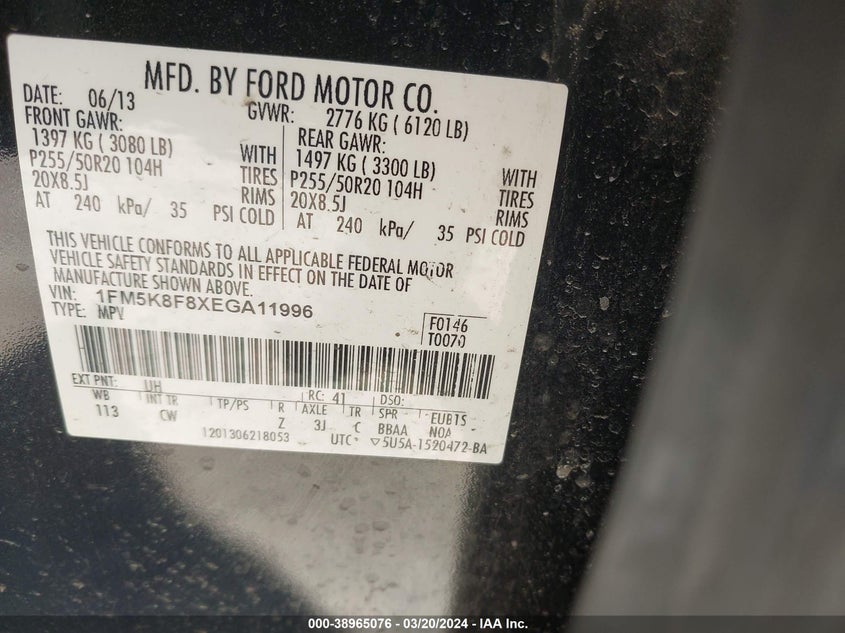 MFD. BY FORD MOTOR CO.
DATE: 06/13 GVWR: 2776 KG ( 6120 LB)
FRONT GAWR: REAR GAWR:
1397 KG ( 3080 LB) WITH 1497 KG ( 3300 LB) WITH
P255/50R20 104H TIRES P255/50R20 104H TIRES
20X8.5J RIMS 20X8.5J RIMS
AT 240 kPa/ 35 PSI COLD AT 240 kPa/ 35 PSI COLD
THIS VEHICLE CONFORMS TO ALL APPLICABLE FEDERAL MOTOR
VEHICLE SAFETY STANDARDS IN EFFECT ON THE DATE OF
MANUFACTURE SHOWN ABOVE.
VIN: 1FM5K8F8XEGA11996
TYPE: MPV
F0146
T0070
EXT PNT: UH RC: 41 DSO:
WB INT TR TP/PS R AXLE TR SPR EUBTS
113 CW Z 3J C BBAA NOA
1201306218053 UTC* ▽5U5A-1520472-BA
000-38965076 / 03/20/2024 - IAA Inc.